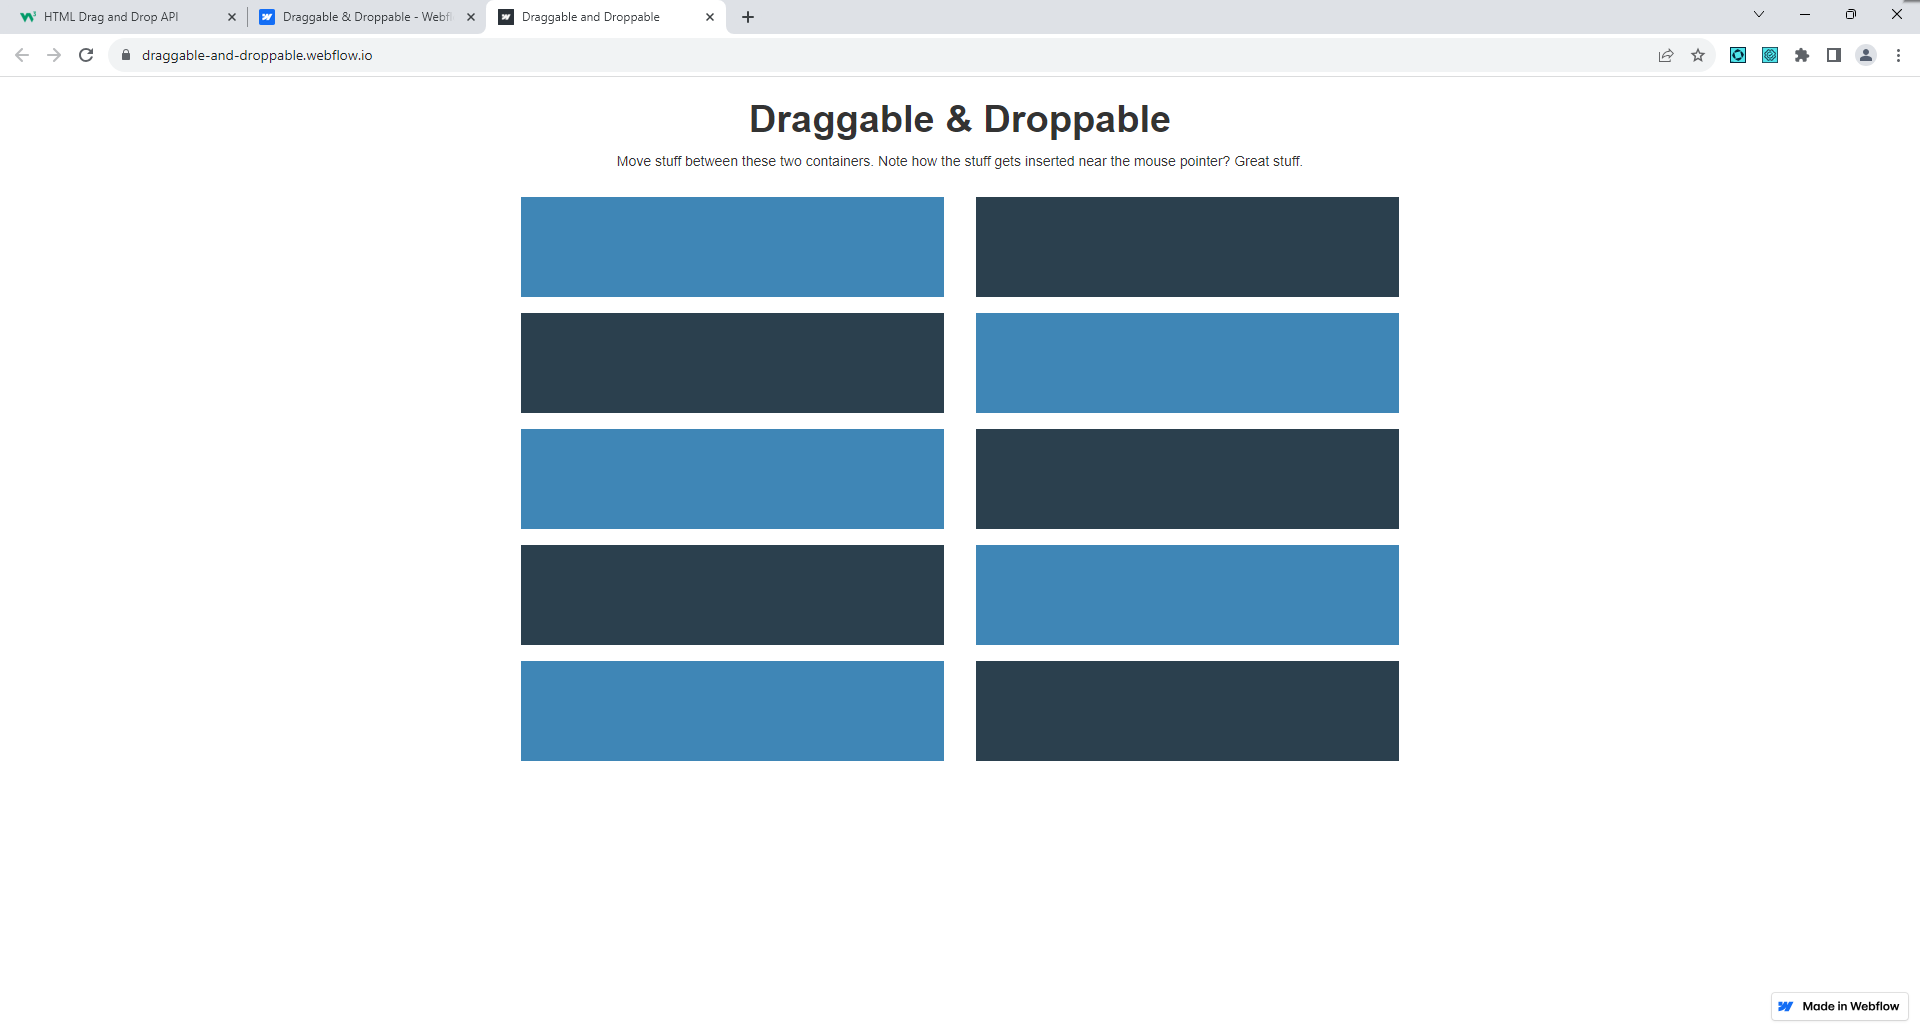 HTML Drag and Drop API
Draggable & Droppable - Webfl
Draggable and Droppable
draggable-and-droppable.webflow.io
Draggable & Droppable
Move stuff between these two containers. Note how the stuff gets inserted near the mouse pointer? Great stuff.
Made in Webflow